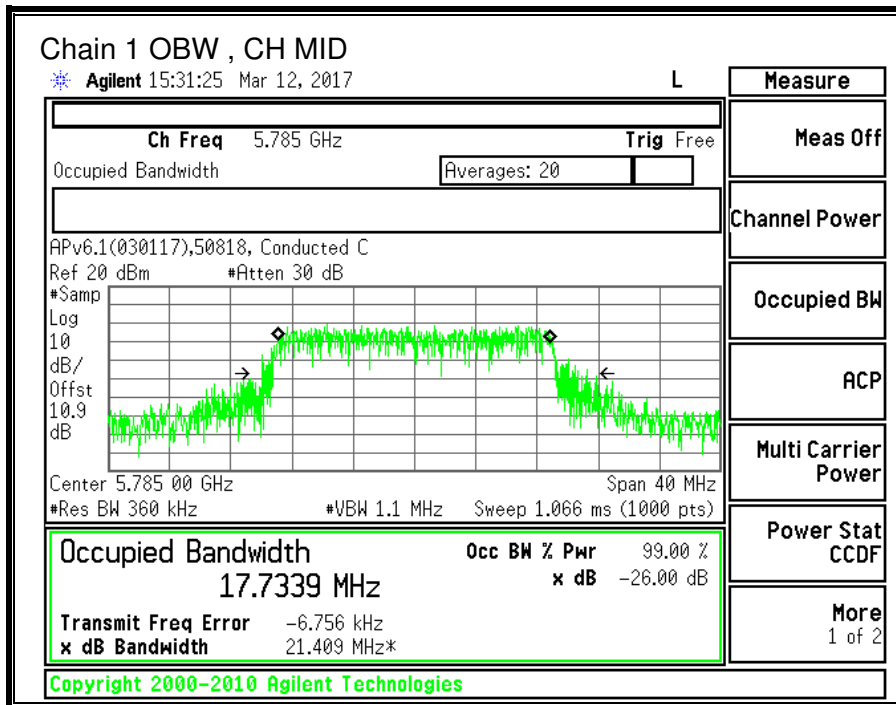 Chain 1 OBW , CH MID
Agilent 15:31:25 Mar 12, 2017 L
Measure
Ch Freq 5.785 GHz Trig Free
Meas Off
Occupied Bandwidth Averages: 20
Channel Power
APv6.1(030117),50818, Conducted C
Ref 20 dBm #Atten 30 dB
#Samp
Log
10
dB/
Offst
10.9
dB
Occupied BW
ACP
Multi Carrier
Power
Center 5.785 00 GHz Span 40 MHz
#Res BW 360 kHz #VBW 1.1 MHz Sweep 1.066 ms (1000 pts)
Occupied Bandwidth
17.7339 MHz
Occ BW % Pwr 99.00 %
x dB -26.00 dB
Transmit Freq Error -6.756 kHz
x dB Bandwidth 21.409 MHz*
Power Stat
CCDF
More
1 of 2
Copyright 2000-2010 Agilent Technologies